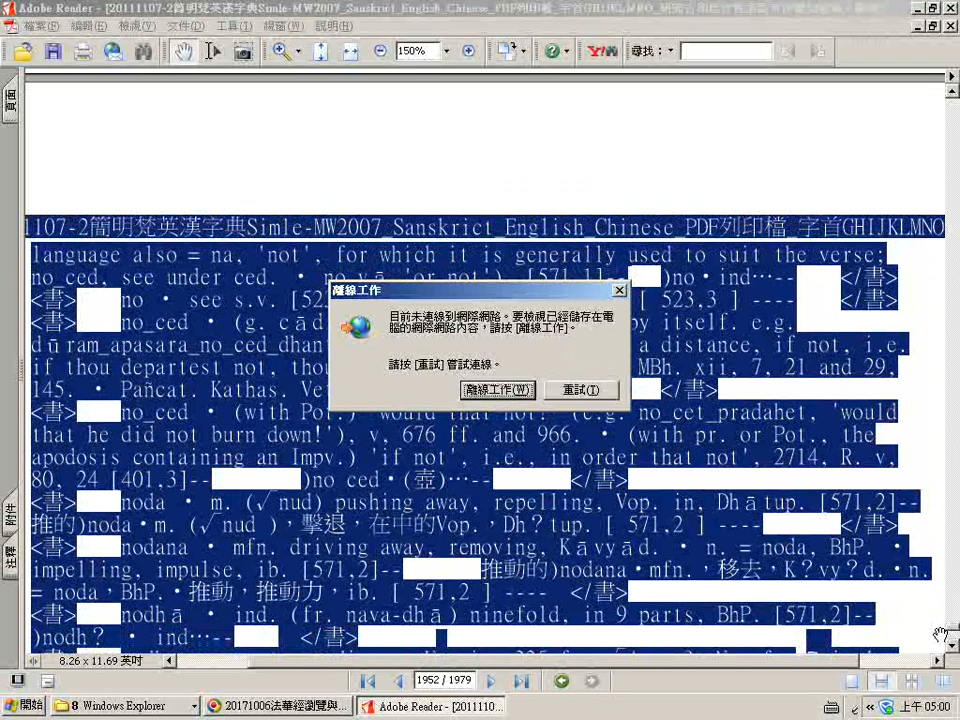 Adobe Reader - [20111107-2簡明梵英漢字典Simle-MW2007_Sanskrict_English_Chinese_PDF列印檔_字首GHIJKLMNO_
檔案(F) 編輯(E) 檢視(V) 文件(D) 工具(T) 視窗(W) 說明(H)
150% Y! 尋找:
頁面
1107-2簡明梵英漢字典Simle-MW2007_Sanskrict_English_Chinese_PDF列印檔_字首GHIJKLMNO
language also = na, 'not', for which it is generally used to suit the verse;
no_ced, see under ced. • no_vā, 'or not'). [571,1]-- )no•ind…-- </書>
<書> no • see s.v. [52 [ 523,3 ] ---- </書>
<書> no_ced • (g. cād by itself. e.g.
dūram_apasara_no_ced_dhant a distance, if not, i.e.
if thou departest not, thou MBh. xii, 7, 21 and 29,
145. • Pañcat. Kathas. Vet </書>
<書> no_ced • (with Pot.) would that not! (e.g. no_cet_pradahet, 'would
that he did not burn down!'), v, 676 ff. and 966. • (with pr. or Pot., the
apodosis containing an Impv.) 'if not', i.e., in order that not', 2714, R. v,
80, 24 [401,3]-- )no ced•(壺)…-- </書>
<書> noda • m. (√nud) pushing away, repelling, Vop. in, Dhātup. [571,2]--
推的)noda•m. (√nud ),擊退,在中的Vop.,Dh?tup. [ 571,2 ] ---- </書>
<書> nodana • mfn. driving away, removing, Kāvyād. • n. = noda, BhP. •
impelling, impulse, ib. [571,2]-- 推動的)nodana•mfn.,移去,K?vy?d.•n.
= noda,BhP.•推動,推動力,ib. [ 571,2 ] ---- </書>
<書> nodhā • ind. (fr. nava-dhā) ninefold, in 9 parts, BhP. [571,2]--
)nodh? • ind…-- </書>
離線工作
目前未連線到網際網路。要檢視已經儲存在電
腦的網際網路內容,請按 [離線工作]。
請按 [重試] 嘗試連線。
離線工作(W) 重試(T)
附件
注釋
8.26 x 11.69 英吋
1952 / 1979
開始 8 Windows Explorer 20171006法華經瀏覽與... Adobe Reader - [2011110... 上午 05:00